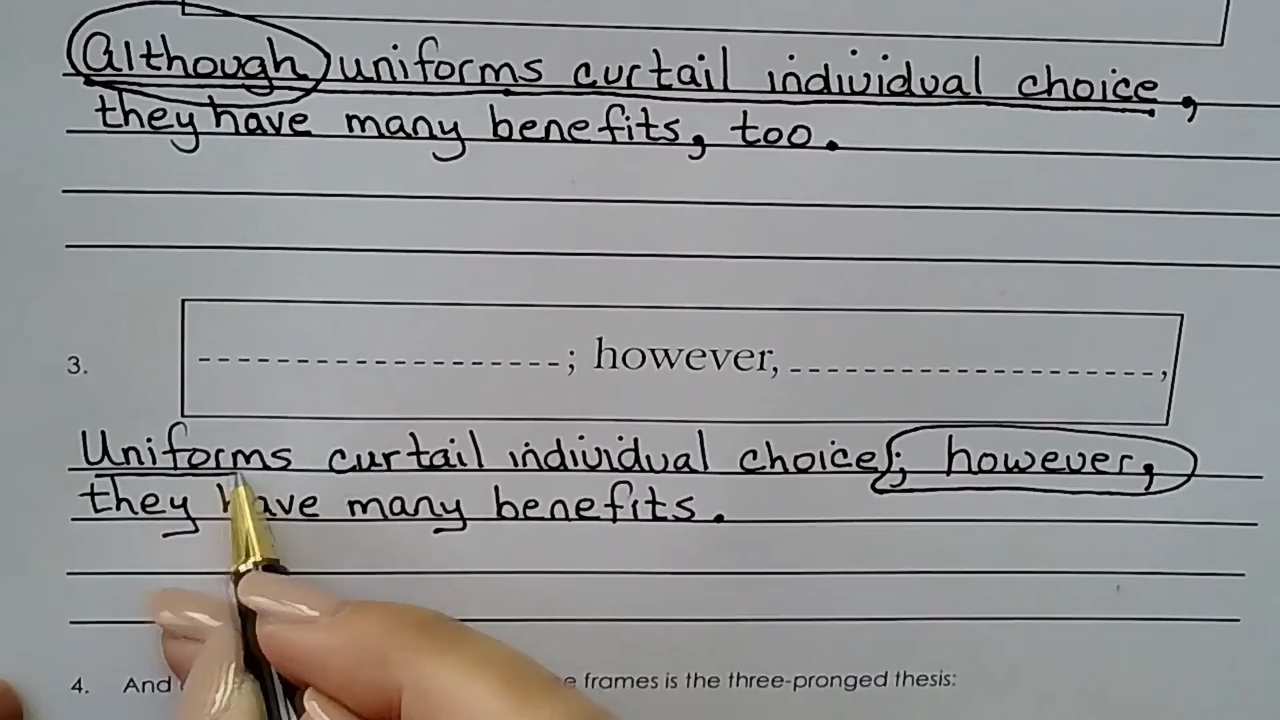 Although uniforms curtail individual choice,
they have many benefits, too.
3. ------------------; however, --------------------,
Uniforms curtail individual choice; however,
they have many benefits.
4. And e frames is the three-pronged thesis: